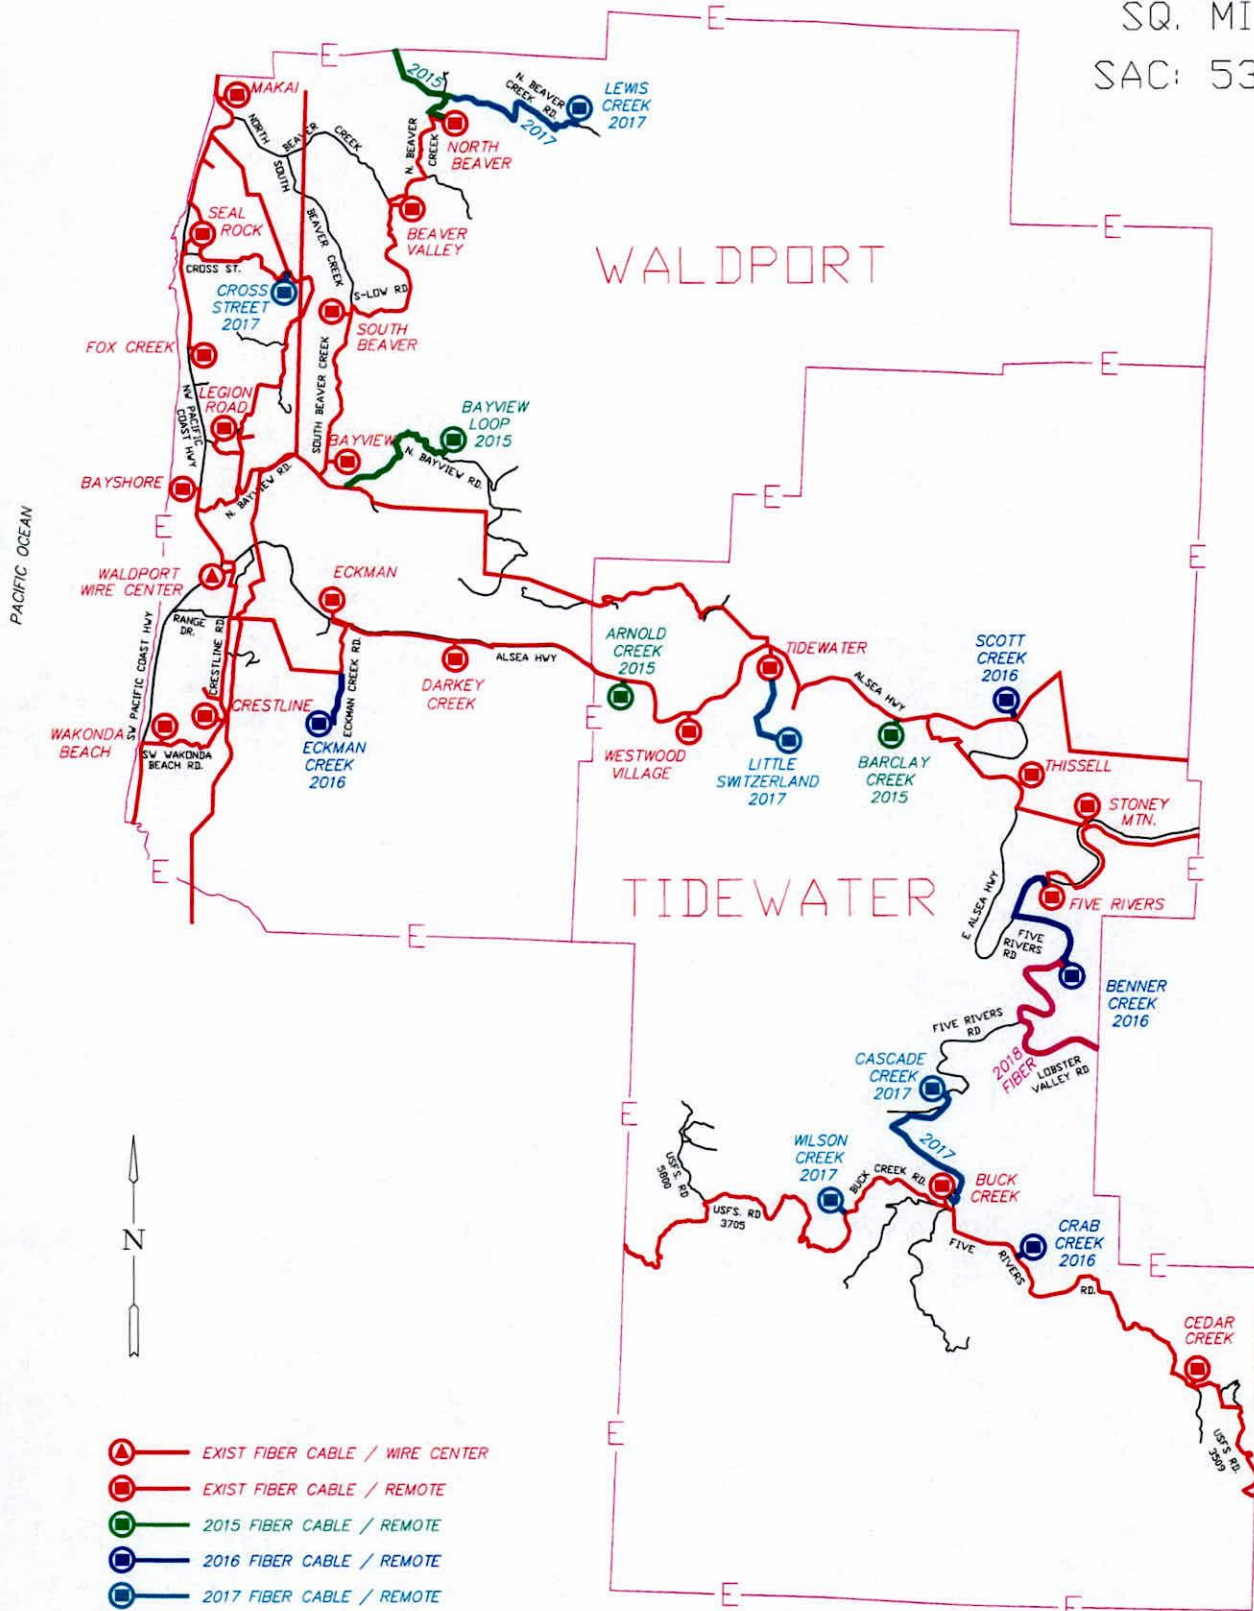 SQ. MI
SAC: 53
E
E
MAKAI
2015
N. BEAVER
CREEK RD.
2017
LEWIS
CREEK
2017
NORTH
BEAVER
CREEK
SOUTH
BEAVER CREEK
N. BEAVER
CREEK
NORTH
BEAVER
BEAVER
VALLEY
SEAL
ROCK
CROSS ST.
CROSS
STREET
2017
S-LOW RD
SOUTH
BEAVER
WALDPORT
E
E
FOX CREEK
LEGION
ROAD
NW PACIFIC
COAST HWY
SOUTH BEAVER CREEK
BAYVIEW
BAYVIEW
LOOP
2015
N. BAYVIEW RD.
BAYSHORE
N. BAYVIEW RD.
E
E
E
PACIFIC OCEAN
WALDPORT
WIRE CENTER
ECKMAN
RANGE
DR.
SW PACIFIC COAST HWY
CRESTLINE RD.
ECKMAN CREEK RD.
DARKEY
CREEK
ALSEA HWY
ARNOLD
CREEK
2015
E
TIDEWATER
ALSEA HWY
SCOTT
CREEK
2016
WAKONDA
BEACH
CRESTLINE
SW WAKONDA
BEACH RD.
ECKMAN
CREEK
2016
WESTWOOD
VILLAGE
LITTLE
SWITZERLAND
2017
BARCLAY
CREEK
2015
THISSELL
STONEY
MTN.
E
E
E
TIDEWATER
E ALSEA HWY
FIVE RIVERS
FIVE
RIVERS
RD
BENNER
CREEK
2016
FIVE RIVERS
RD
2018
FIBER
LOBSTER
VALLEY RD
CASCADE
CREEK
2017
E
2017
WILSON
CREEK
2017
USFS. RD
5800
USFS. RD
3705
BUCK CREEK RD.
BUCK
CREEK
FIVE RIVERS RD.
CRAB
CREEK
2016
E
N
CEDAR
CREEK
USFS RD.
3509
E
EXIST FIBER CABLE / WIRE CENTER
EXIST FIBER CABLE / REMOTE
2015 FIBER CABLE / REMOTE
2016 FIBER CABLE / REMOTE
2017 FIBER CABLE / REMOTE
E
E